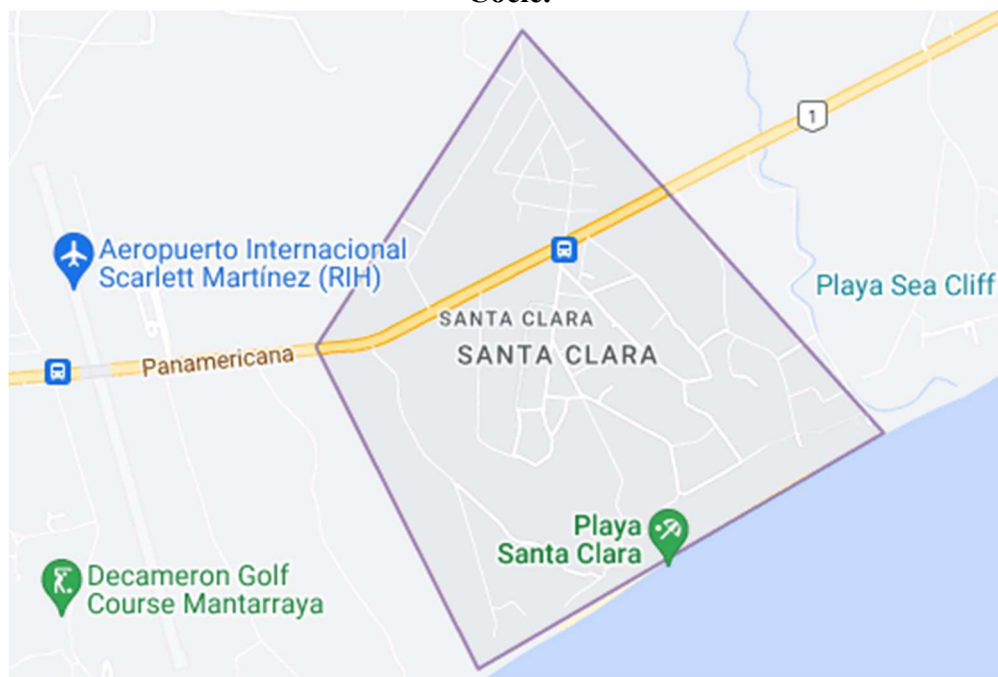 Coclé.
1
Aeropuerto Internacional
Scarlett Martínez (RIH)
Playa Sea Cliff
SANTA CLARA
SANTA CLARA
Panamericana
Playa
Santa Clara
Decameron Golf
Course Mantarraya